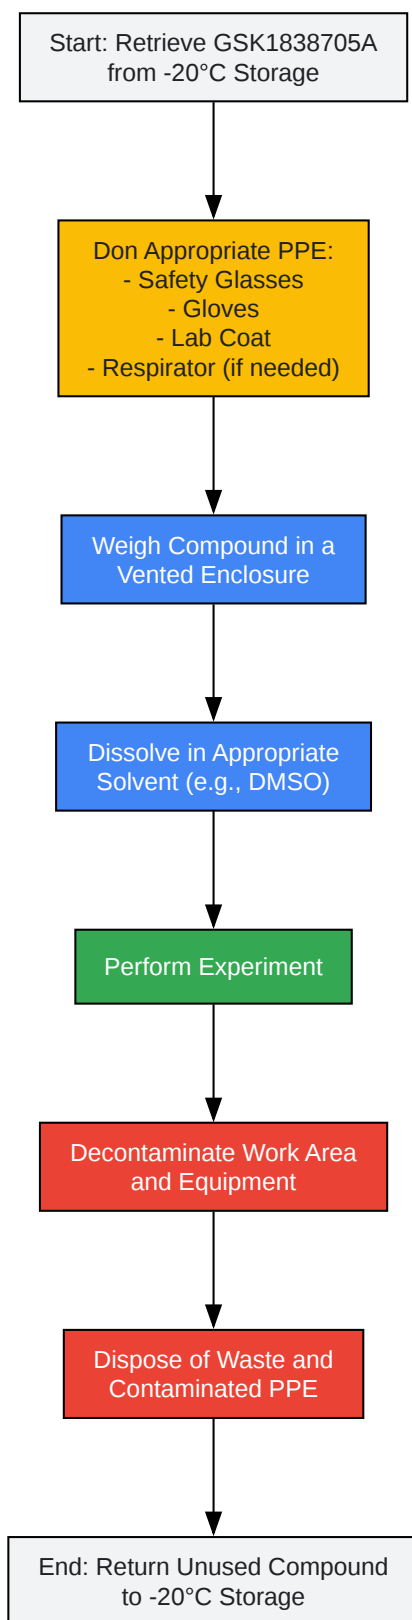 Start: Retrieve GSK1838705A
from -20°C Storage
Don Appropriate PPE:
- Safety Glasses
- Gloves
- Lab Coat
- Respirator (if needed)
Weigh Compound in a
Vented Enclosure
Dissolve in Appropriate
Solvent (e.g., DMSO)
Perform Experiment
Decontaminate Work Area
and Equipment
Dispose of Waste and
Contaminated PPE
End: Return Unused Compound
to -20°C Storage